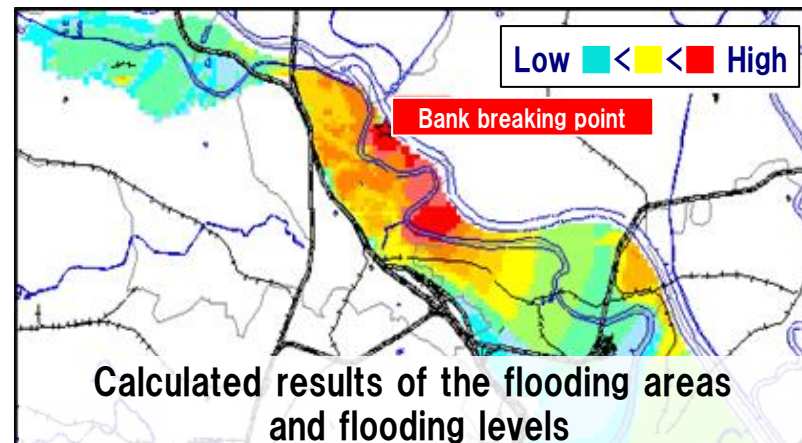 Low < < High
Bank breaking point
Calculated results of the flooding areas
and flooding levels